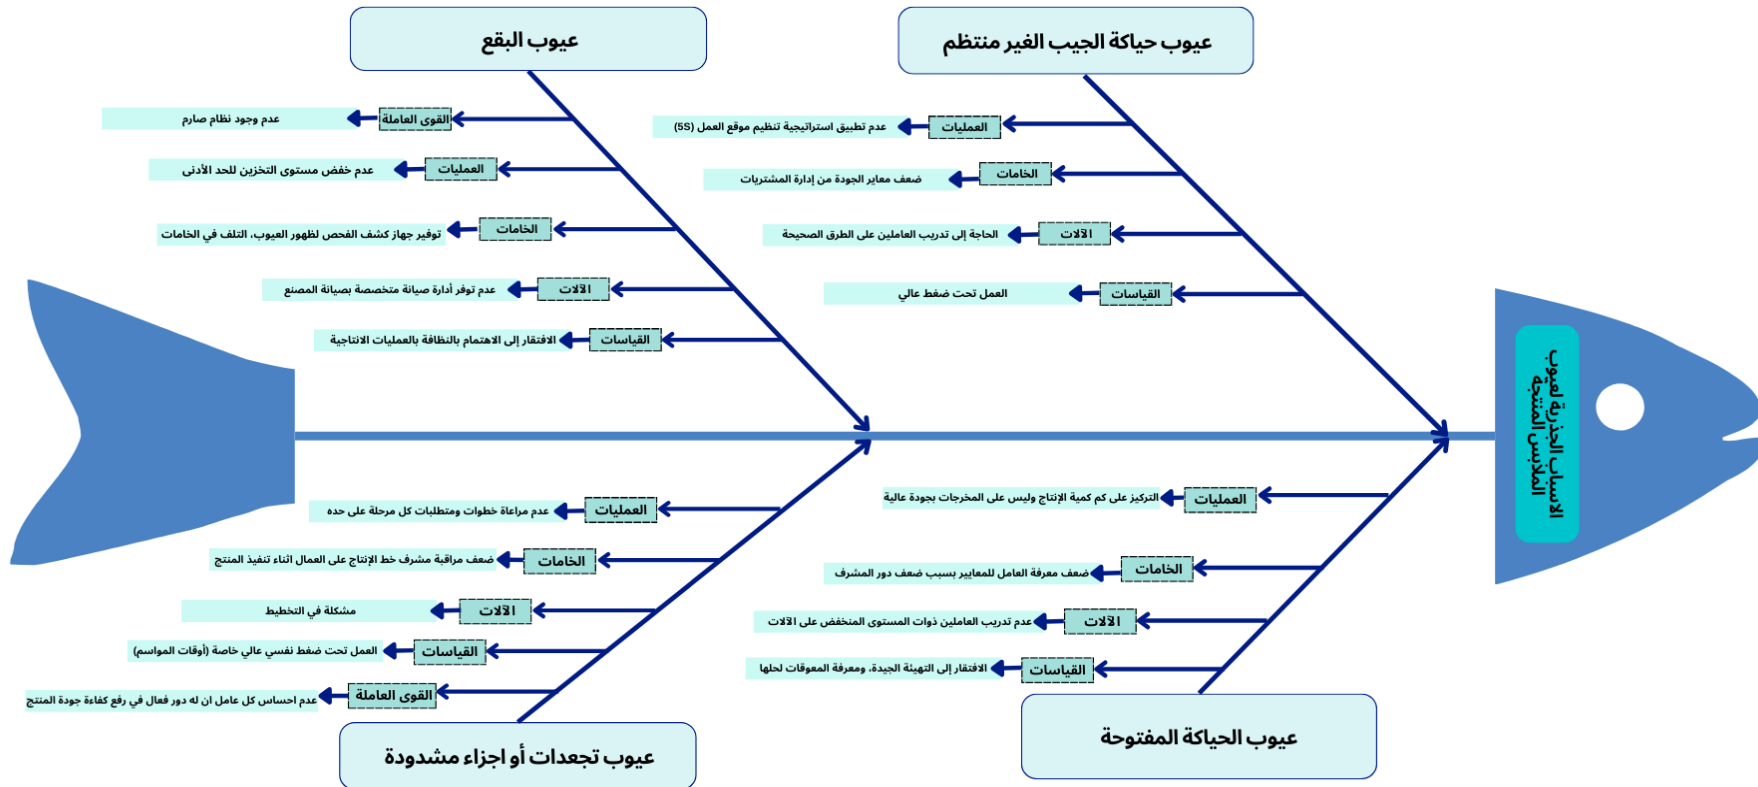 عيوب حياكة الجيب الغير منتظم
العمليات
عدم تطبيق استراتيجية تنظيم موقع العمل (5S)
الخامات
ضعف معاير الجودة من إدارة المشتريات
الآلات
الحاجة إلى تدريب العاملين على الطرق الصحيحة
القياسات
العمل تحت ضغط عالي
عيوب البقع
القوى العاملة
عدم وجود نظام صارم
العمليات
عدم خفض مستوى التخزين للحد الأدنى
الخامات
توفير جهاز كشف الفحص لظهور العيوب، التلف في الخامات
الآلات
عدم توفر أدارة صيانة متخصصة بصيانة المصنع
القياسات
الافتقار إلى الاهتمام بالنظافة بالعمليات الانتاجية
الاسباب الجذرية لعيوب
الملابس المنتجة
العمليات
التركيز على كم كمية الإنتاج وليس على المخرجات بجودة عالية
الخامات
ضعف معرفة العامل للمعايير بسبب ضعف دور المشرف
الآلات
عدم تدريب العاملين ذوات المستوى المنخفض على الآلات
القياسات
الافتقار إلى التهيئة الجيدة، ومعرفة المعوقات لحلها
عيوب الحياكة المفتوحة
العمليات
عدم مراعاة خطوات ومتطلبات كل مرحلة على حده
الخامات
ضعف مراقبة مشرف خط الإنتاج على العمال اثناء تنفيذ المنتج
الآلات
مشكلة في التخطيط
القياسات
العمل تحت ضغط نفسي عالي خاصة (أوقات المواسم)
القوى العاملة
عدم احساس كل عامل ان له دور فعال في رفع كفاءة جودة المنتج
عيوب تجعدات أو اجزاء مشدودة